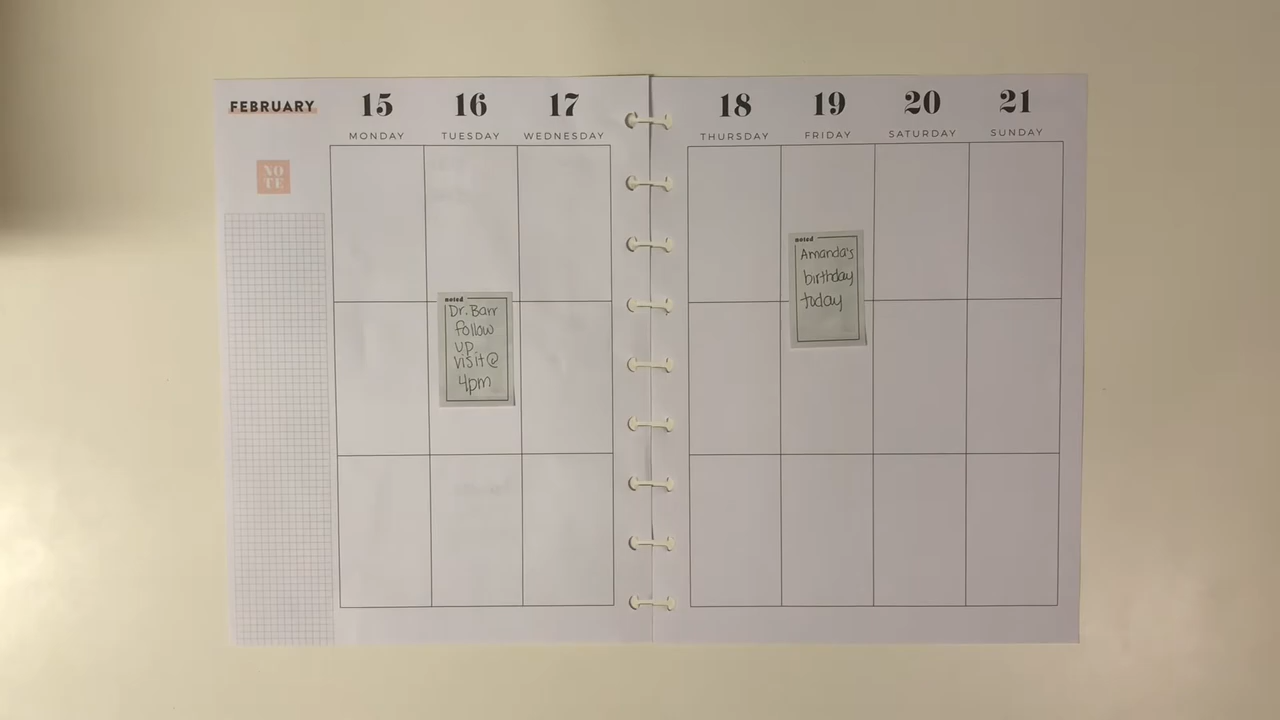 FEBRUARY
15 16 17 18 19 20 21
MONDAY TUESDAY WEDNESDAY THURSDAY FRIDAY SATURDAY SUNDAY
NO
TE
noted
Dr. Barr
follow
up
visit@
4pm
noted
Amanda's
birthday
today